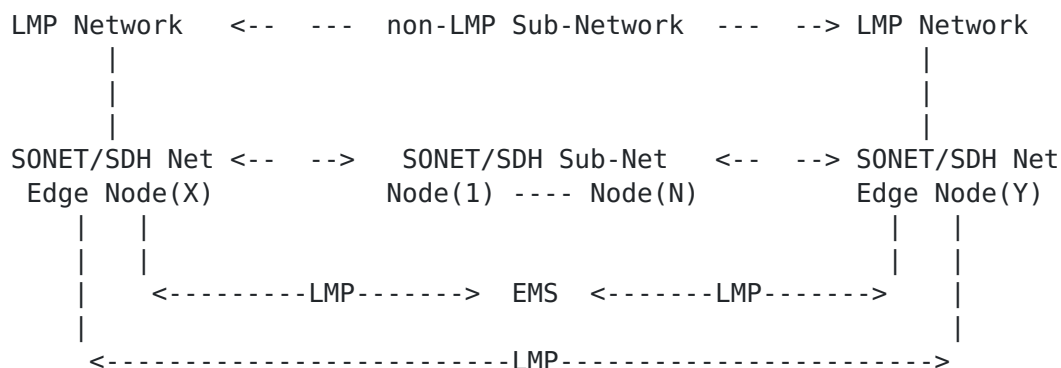 LMP Network   <--  ---  non-LMP Sub-Network  ---  --> LMP Network
      |                                                  |
      |                                                  |
      |                                                  |
SONET/SDH Net <--  -->   SONET/SDH Sub-Net   <--  --> SONET/SDH Net
 Edge Node(X)           Node(1) ---- Node(N)          Edge Node(Y)
    |   |                                              |   |
    |   |                                              |   |
    |    <---------LMP-------> EMS  <-------LMP------->    |
    |                                                      |
     <--------------------------LMP----------------------->